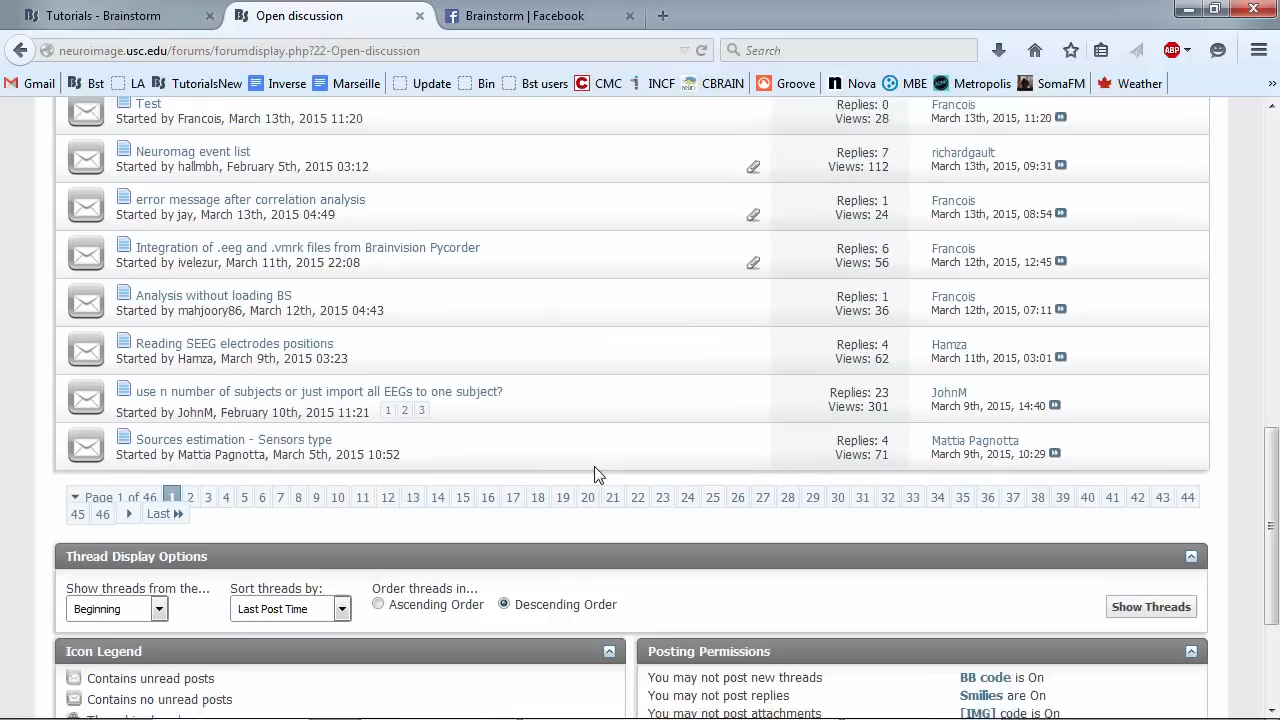 Tutorials - Brainstorm
Open discussion
Brainstorm | Facebook
neuroimage.usc.edu/forums/forumdisplay.php?22-Open-discussion
Search
ABP
Gmail Bst LA TutorialsNew Inverse Marseille Update Bin Bst users CMC INCF CBRAIN Groove Nova MBE Metropolis SomaFM Weather
Test
Started by Francois, March 13th, 2015 11:20
Replies: 0
Views: 28
Francois
March 13th, 2015, 11:20
Neuromag event list
Started by hallmbh, February 5th, 2015 03:12
Replies: 7
Views: 112
richardgault
March 13th, 2015, 09:31
error message after correlation analysis
Started by jay, March 13th, 2015 04:49
Replies: 1
Views: 24
Francois
March 13th, 2015, 08:54
Integration of .eeg and .vmrk files from Brainvision Pycorder
Started by ivelezur, March 11th, 2015 22:08
Replies: 6
Views: 56
Francois
March 12th, 2015, 12:45
Analysis without loading BS
Started by mahjoory86, March 12th, 2015 04:43
Replies: 1
Views: 36
Francois
March 12th, 2015, 07:11
Reading SEEG electrodes positions
Started by Hamza, March 9th, 2015 03:23
Replies: 4
Views: 62
Hamza
March 11th, 2015, 03:01
use n number of subjects or just import all EEGs to one subject?
Started by JohnM, February 10th, 2015 11:21 1 2 3
Replies: 23
Views: 301
JohnM
March 9th, 2015, 14:40
Sources estimation - Sensors type
Started by Mattia Pagnotta, March 5th, 2015 10:52
Replies: 4
Views: 71
Mattia Pagnotta
March 9th, 2015, 10:29
Page 1 of 46 1 2 3 4 5 6 7 8 9 10 11 12 13 14 15 16 17 18 19 20 21 22 23 24 25 26 27 28 29 30 31 32 33 34 35 36 37 38 39 40 41 42 43 44
45 46 Last
Thread Display Options
Show threads from the...
Beginning
Sort threads by:
Last Post Time
Order threads in...
Ascending Order Descending Order
Show Threads
Icon Legend
Contains unread posts
Contains no unread posts
Posting Permissions
You may not post new threads
You may not post replies
You may not post attachments
BB code is On
Smilies are On
[IMG] code is On